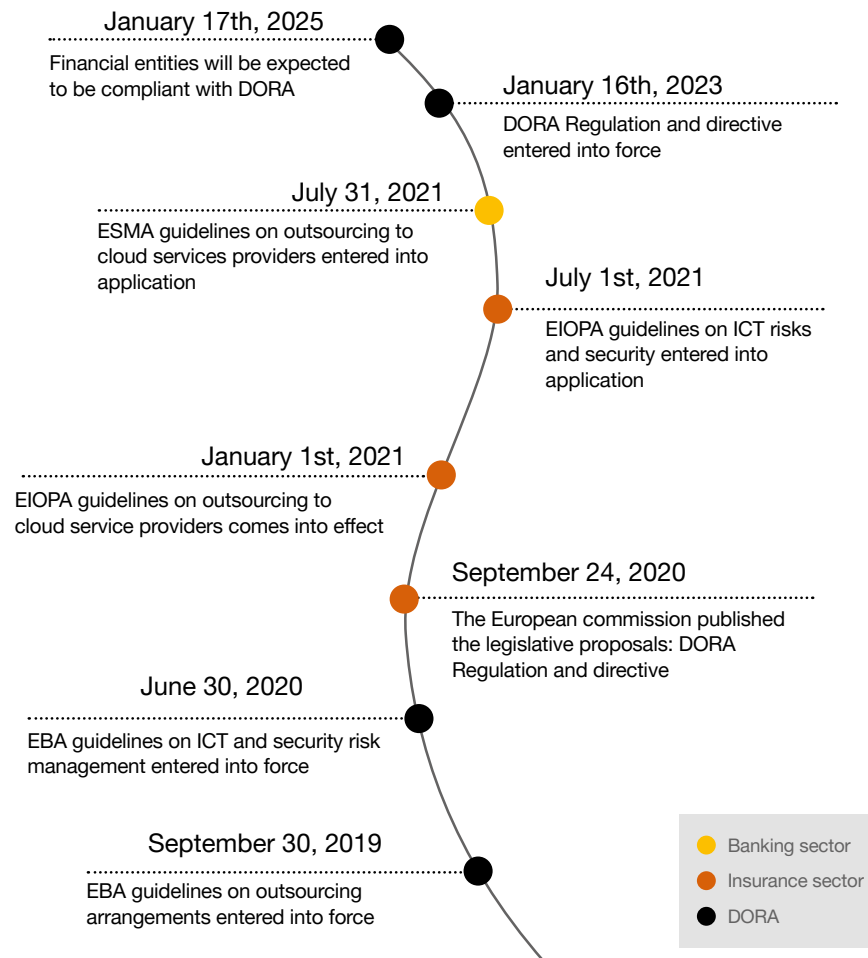 January 17th, 2025
Financial entities will be expected
to be compliant with DORA
January 16th, 2023
DORA Regulation and directive
entered into force
July 31, 2021
ESMA guidelines on outsourcing to
cloud services providers entered into
application
July 1st, 2021
EIOPA guidelines on ICT risks
and security entered into
application
January 1st, 2021
EIOPA guidelines on outsourcing to
cloud service providers comes into effect
September 24, 2020
The European commission published
the legislative proposals: DORA
Regulation and directive
June 30, 2020
EBA guidelines on ICT and security risk
management entered into force
September 30, 2019
EBA guidelines on outsourcing
arrangements entered into force
Banking sector
Insurance sector
DORA